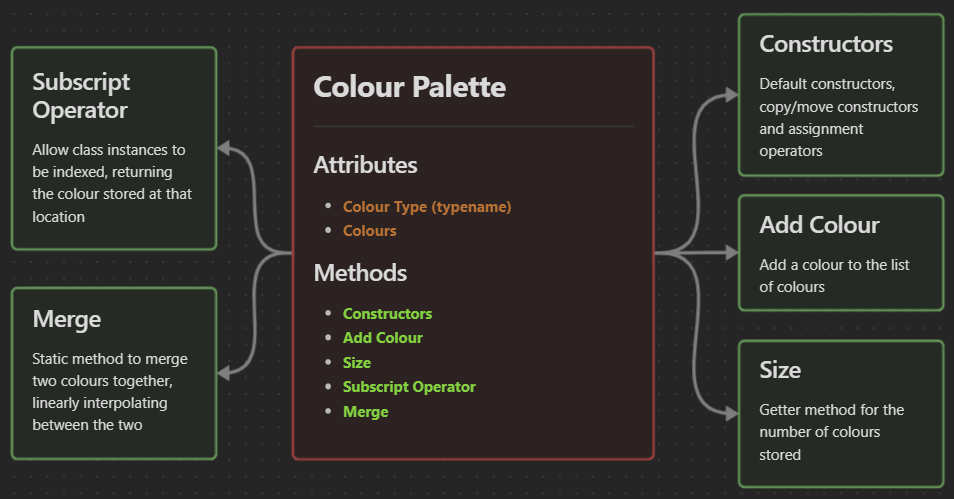 Subscript
Operator
Allow class instances to
be indexed, returning
the colour stored at that
location
Merge
Static method to merge
two colours together,
linearly interpolating
between the two
Colour Palette
Attributes
• Colour Type (typename)
• Colours
Methods
• Constructors
• Add Colour
• Size
• Subscript Operator
• Merge
Constructors
Default constructors,
copy/move constructors
and assignment
operators
Add Colour
Add a colour to the list
of colours
Size
Getter method for the
number of colours
stored